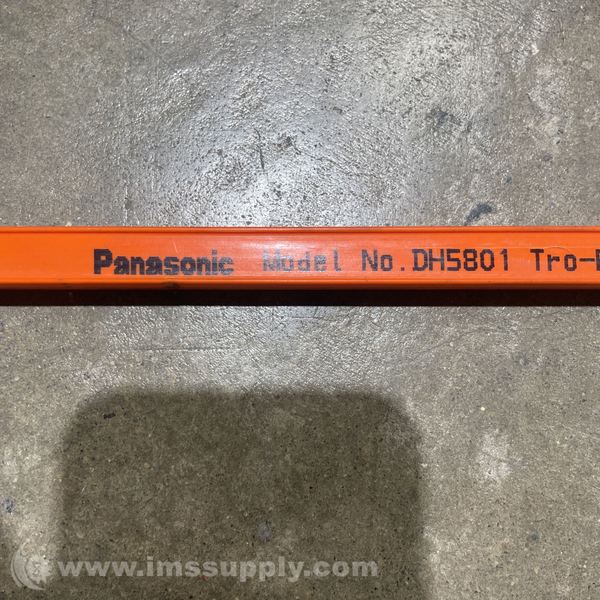 Panasonic Model No.DH5801 Tro-
©www.imssupply.com